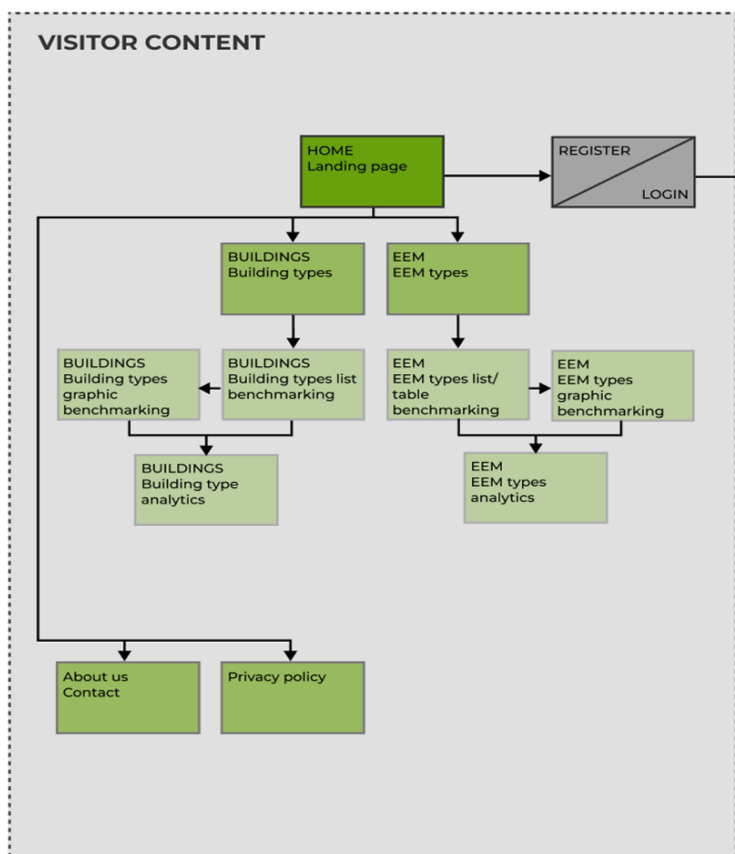 VISITOR CONTENT
HOME
Landing page
REGISTER
LOGIN
BUILDINGS
Building types
EEM
EEM types
BUILDINGS
Building types
graphic
benchmarking
BUILDINGS
Building types list
benchmarking
EEM
EEM types list/
table
benchmarking
EEM
EEM types
graphic
benchmarking
BUILDINGS
Building type
analytics
EEM
EEM types
analytics
About us
Contact
Privacy policy